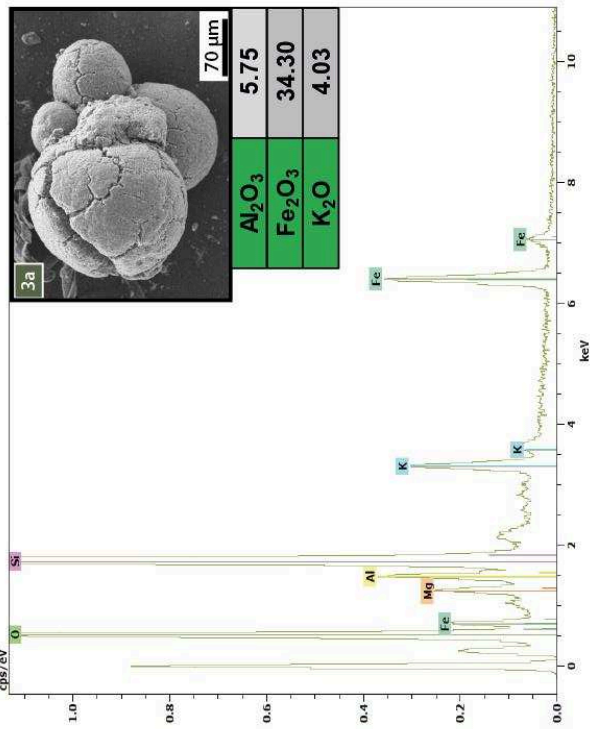 cps/eV
1.0
0.8
0.6
0.4
0.2
0.0
0
2
4
6
8
10
keV
O
Fe
Mg
Al
Si
K
K
Fe
Fe
3a
70 µm
Al₂O₃ 5.75
Fe₂O₃ 34.30
K₂O 4.03